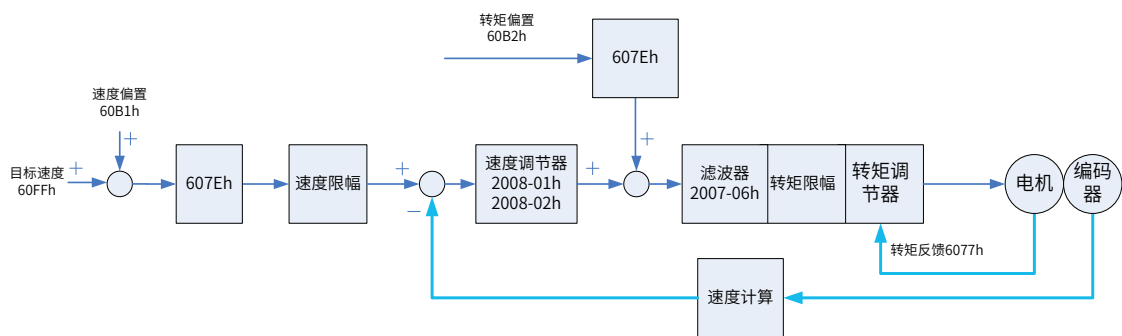 转矩偏置
60B2h
607Eh
速度偏置
60B1h
+
+
目标速度
60FFh
607Eh
速度限幅
+
−
速度调节器
2008-01h
2008-02h
+
+
滤波器
2007-06h
转矩限幅
转矩调
节器
电机
编码
器
转矩反馈6077h
速度计算